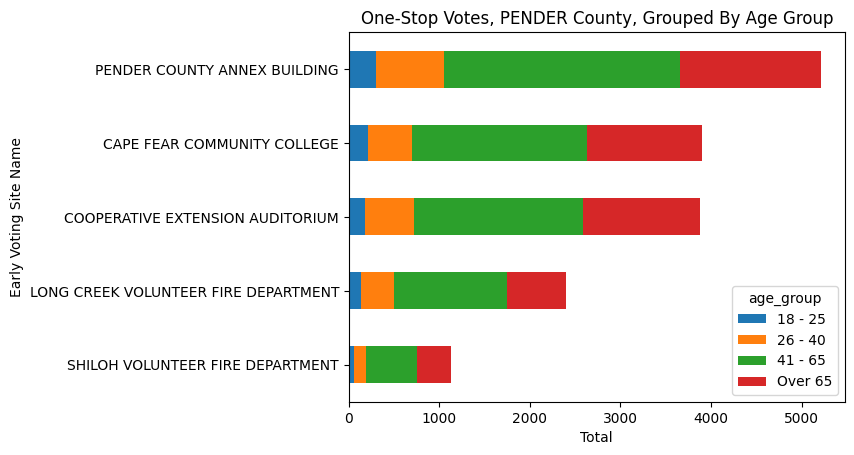 One-Stop Votes, PENDER County, Grouped By Age Group
Early Voting Site Name
PENDER COUNTY ANNEX BUILDING
CAPE FEAR COMMUNITY COLLEGE
COOPERATIVE EXTENSION AUDITORIUM
LONG CREEK VOLUNTEER FIRE DEPARTMENT
SHILOH VOLUNTEER FIRE DEPARTMENT
age_group
18 - 25
26 - 40
41 - 65
Over 65
0 1000 2000 3000 4000 5000
Total